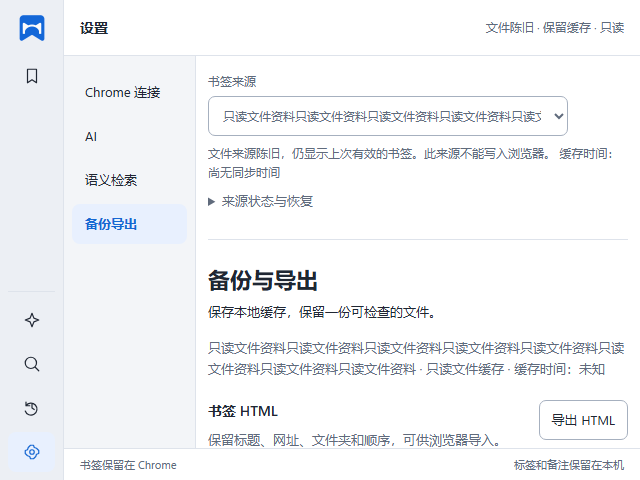 设置
文件陈旧 · 保留缓存 · 只读
Chrome 连接
AI
语义检索
备份导出
书签来源
只读文件资料只读文件资料只读文件资料只读文件资料只读文
文件来源陈旧，仍显示上次有效的书签。此来源不能写入浏览器。 缓存时间：
尚无同步时间
来源状态与恢复
备份与导出
保存本地缓存，保留一份可检查的文件。
只读文件资料只读文件资料只读文件资料只读文件资料只读文件资料只读
文件资料只读文件资料只读文件资料 · 只读文件缓存 · 缓存时间：未知
书签 HTML
导出 HTML
保留标题、网址、文件夹和顺序，可供浏览器导入。
书签保留在 Chrome
标签和备注保留在本机